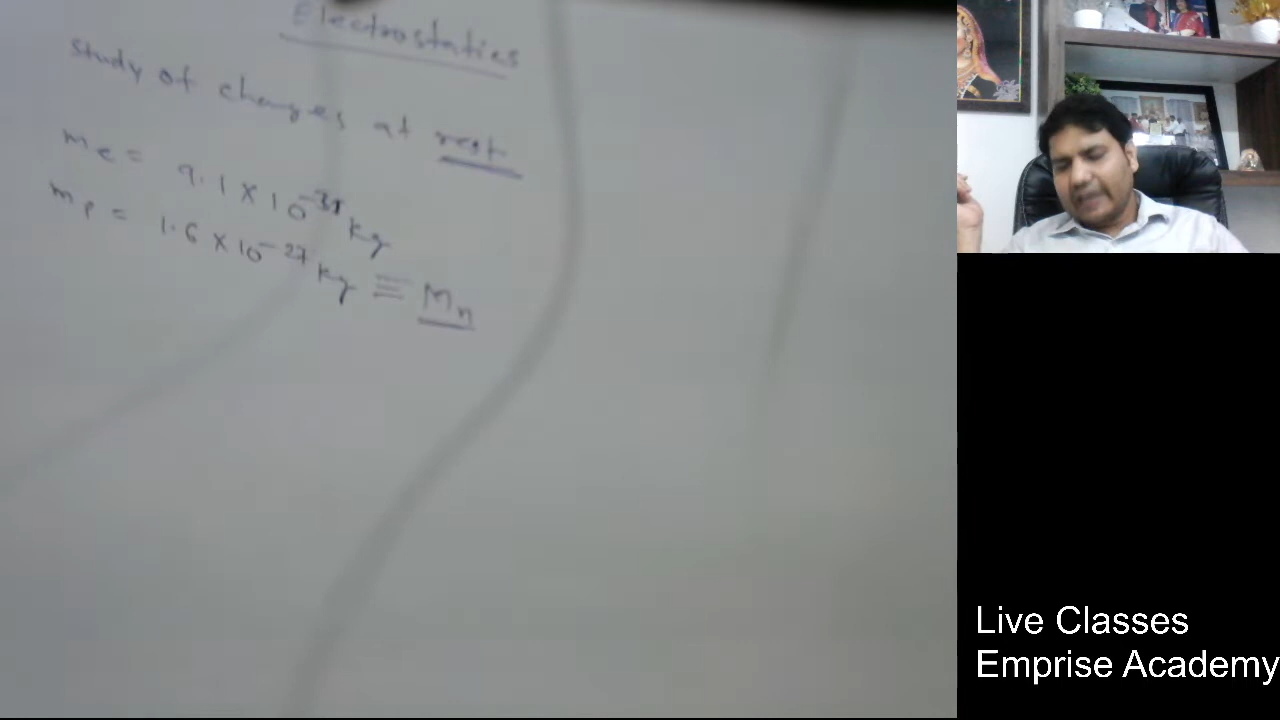 Electrostatics
study of charges at rest
me = 9.1 × 10⁻³¹ kg
mp = 1.6 × 10⁻²⁷ kg ≡ Mn
Live Classes
Emprise Academy